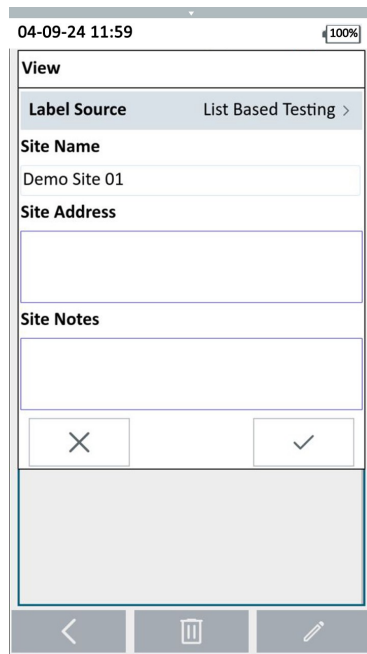 04-09-24 11:59 100%
View
Label Source List Based Testing >
Site Name
Demo Site 01
Site Address
Site Notes